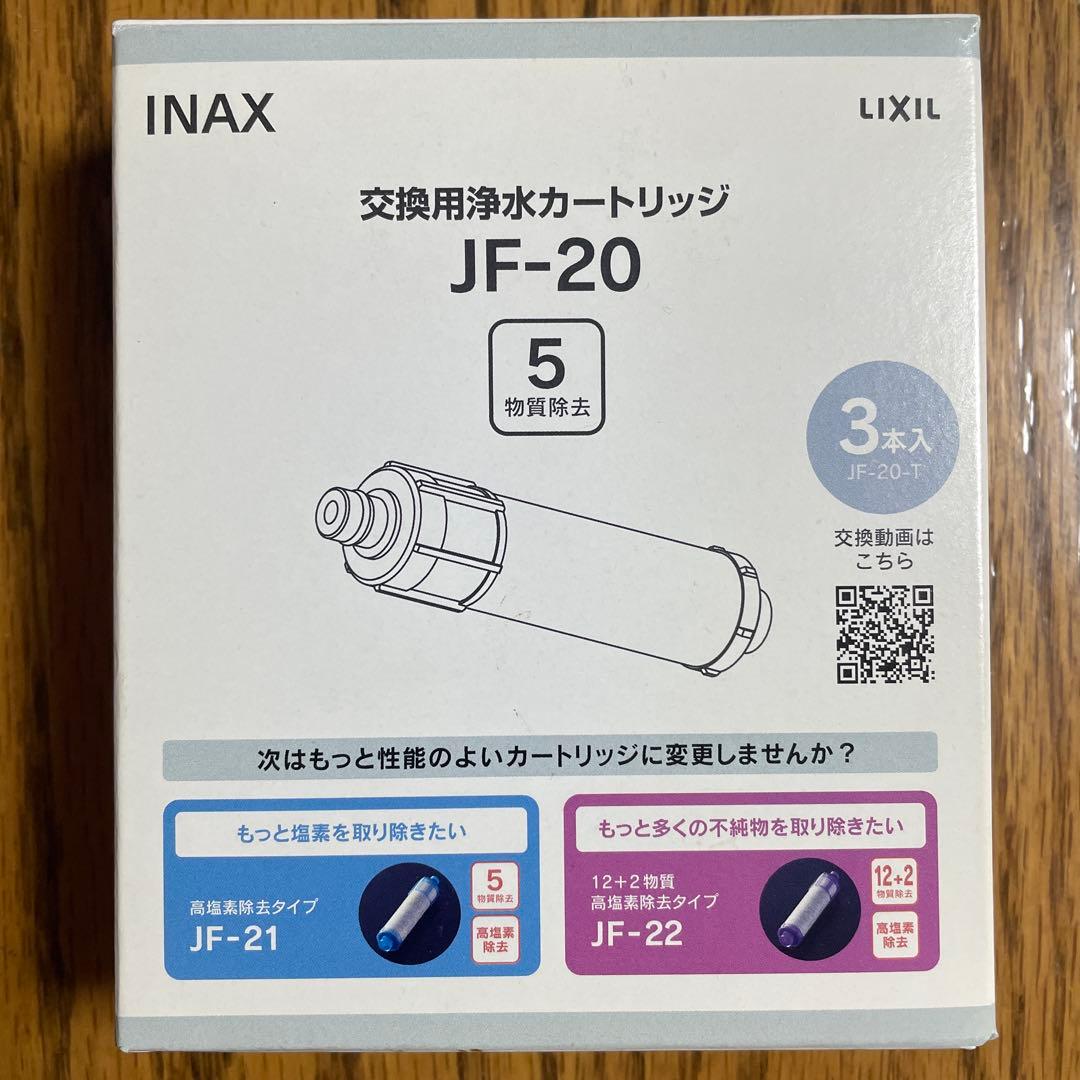 INAX
LIXIL
交換用浄水カートリッジ
JF-20
5
物質除去
3本入
JF-20-T
交換動画は
こちら
次はもっと性能のよいカートリッジに変更しませんか？
もっと塩素を取り除きたい
高塩素除去タイプ
JF-21
5
物質除去
高塩素
除去
もっと多くの不純物を取り除きたい
12+2物質
高塩素除去タイプ
JF-22
12+2
物質除去
高塩素
除去